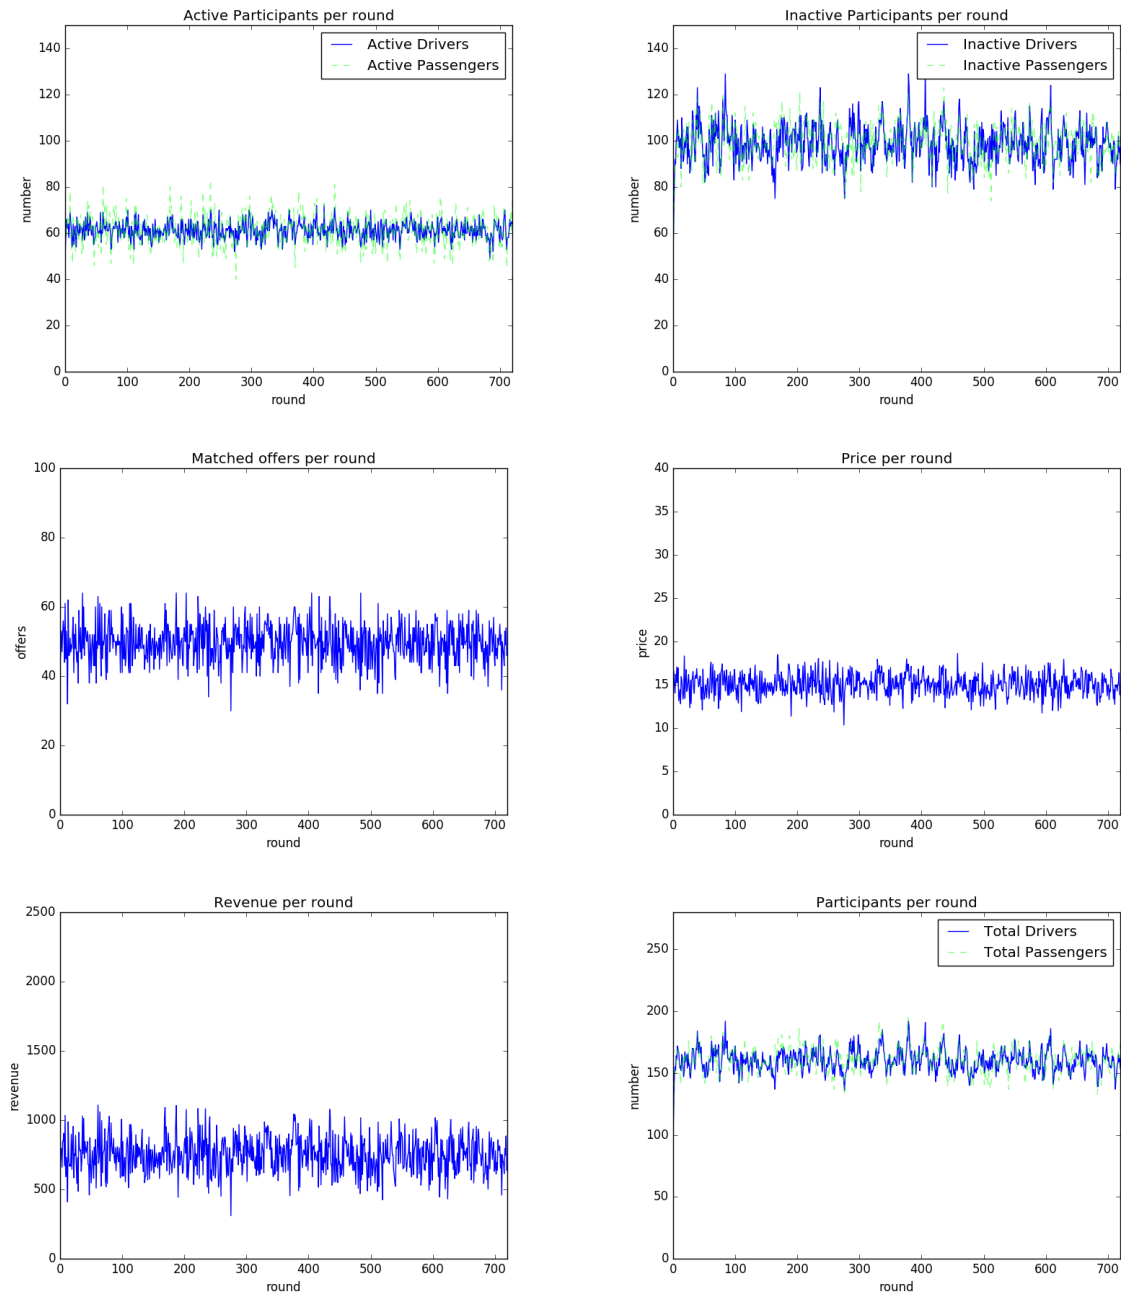 Active Participants per round
Active Drivers
Active Passengers
140
120
100
80
60
40
20
0
number
0 100 200 300 400 500 600 700
round
Inactive Participants per round
Inactive Drivers
Inactive Passengers
140
120
100
80
60
40
20
0
number
0 100 200 300 400 500 600 700
round
Matched offers per round
100
80
60
40
20
0
offers
0 100 200 300 400 500 600 700
round
Price per round
40
35
30
25
20
15
10
5
0
price
0 100 200 300 400 500 600 700
round
Revenue per round
2500
2000
1500
1000
500
0
revenue
0 100 200 300 400 500 600 700
round
Participants per round
Total Drivers
Total Passengers
250
200
150
100
50
0
number
0 100 200 300 400 500 600 700
round